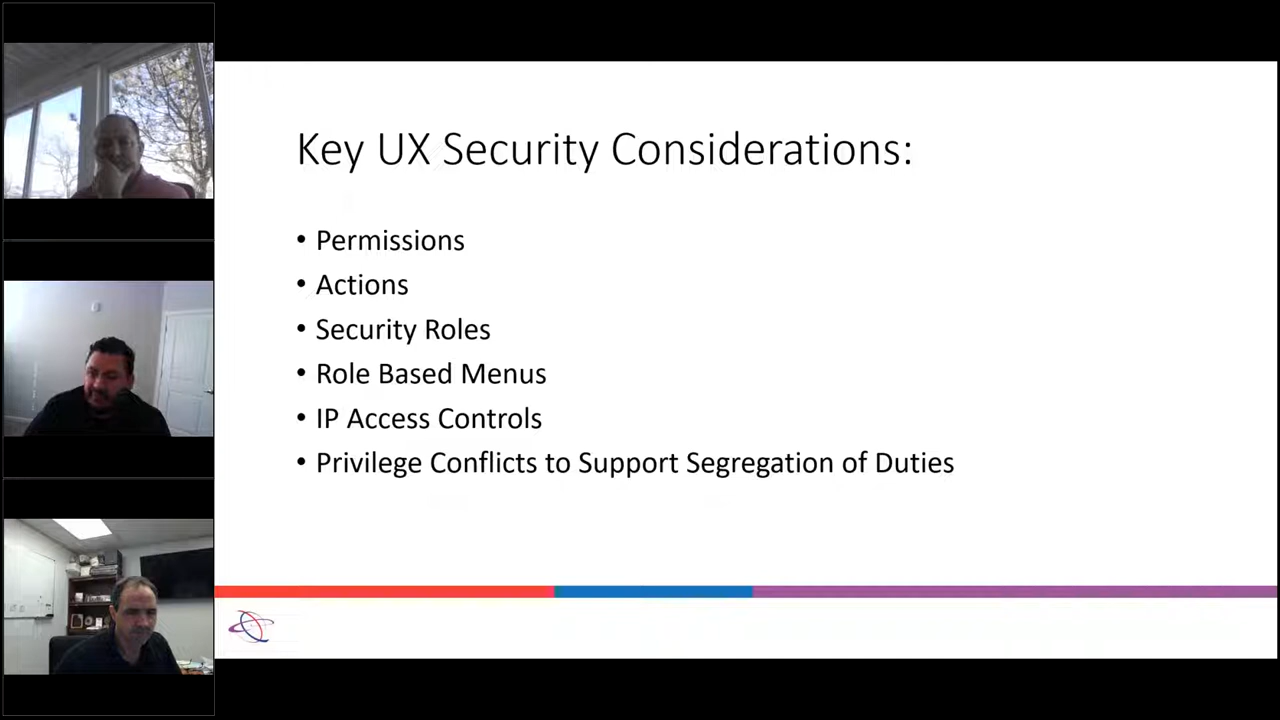 Key UX Security Considerations:
• Permissions
• Actions
• Security Roles
• Role Based Menus
• IP Access Controls
• Privilege Conflicts to Support Segregation of Duties